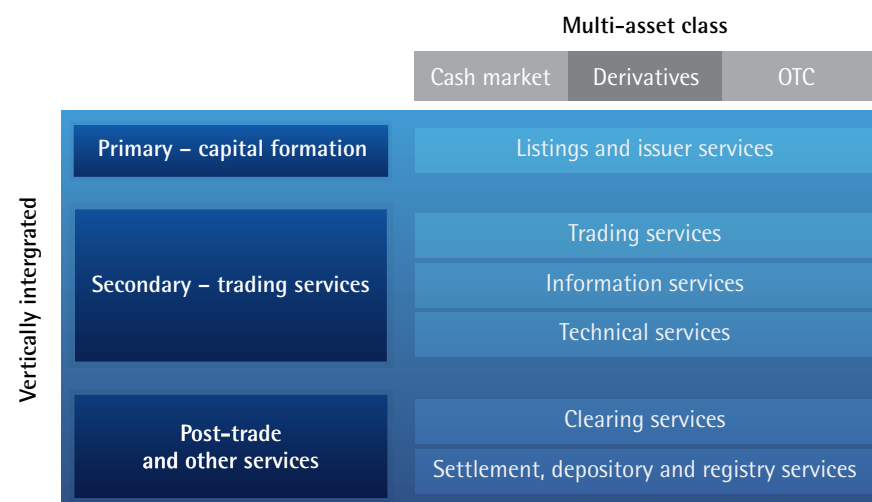 Multi-asset class
Cash market
Derivatives
OTC
Vertically intergrated
Primary – capital formation
Listings and issuer services
Secondary – trading services
Trading services
Information services
Technical services
Post-trade
and other services
Clearing services
Settlement, depository and registry services